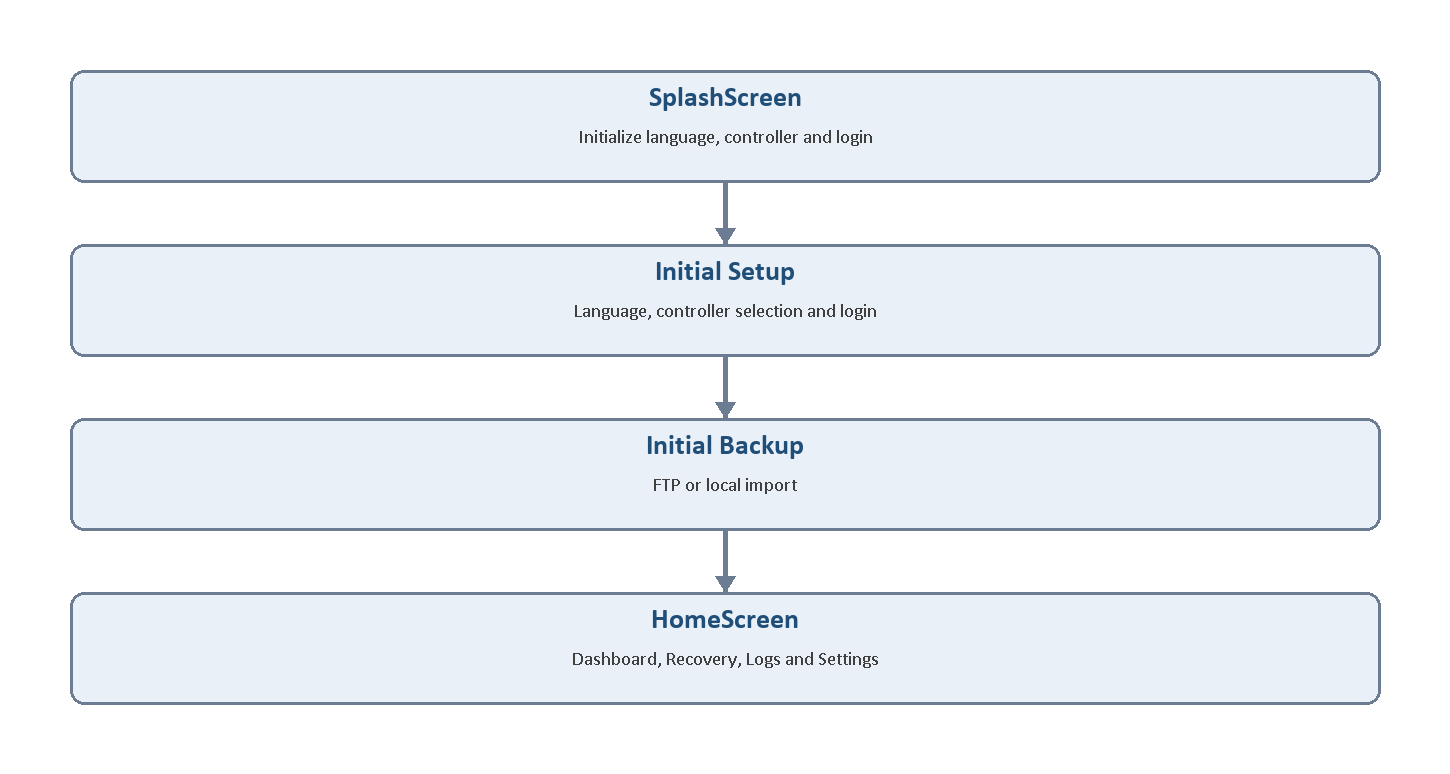 SplashScreen
Initialize language, controller and login
Initial Setup
Language, controller selection and login
Initial Backup
FTP or local import
HomeScreen
Dashboard, Recovery, Logs and Settings